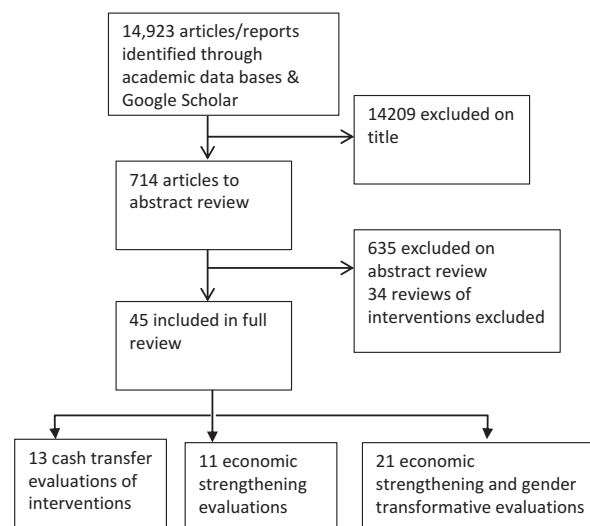 14,923 articles/reports
identified through
academic data bases &
Google Scholar
14209 excluded on
title
714 articles to
abstract review
635 excluded on
abstract review
34 reviews of
interventions excluded
45 included in full
review
13 cash transfer
evaluations of
interventions
11 economic
strengthening evaluations
21 economic
strengthening and gender
transformative evaluations